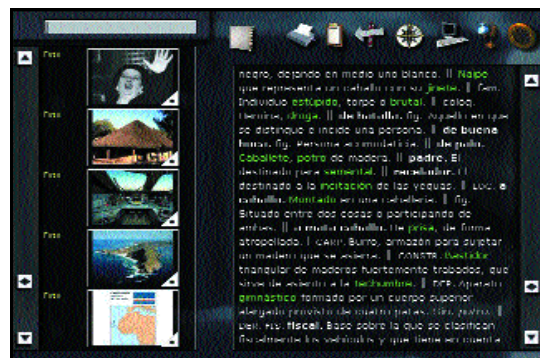 Foto
Foto
Foto
Foto
Foto
negro, dejando en medio uno blanco. || Naipe
que representa un caballo con su jinete. || fam.
Individuo estúpido, torpe o brutal. || coloq.
Heroína, droga. || de batalla. fig. Aquello en que
se distingue e incide una persona. || de buena
boca. fig. Persona acomodaticia. || de palo.
Caballete, potro de madera. || padre. El
destinado para semental. || recelador. El
destinado a la incitación de las yeguas. || LOC. a
caballo. Montado en una caballería. || fig.
Situado entre dos cosas o participando de
ambas. || a mata caballo. De prisa, de forma
atropellada. || CARP. Burro, armazón para sujetar
un madero que se asierra. || CONSTR. Bastidor
triangular de maderos fuertemente trabados, que
sirve de asiento a la techumbre. || DEP. Aparato
gimnástico formado por un cuerpo superior
alargado provisto de cuatro patas. Sin. potro. ||
DER. FIS. fiscal. Base sobre la que se clasifican
fiscalmente los vehículos y que tiene en cuenta